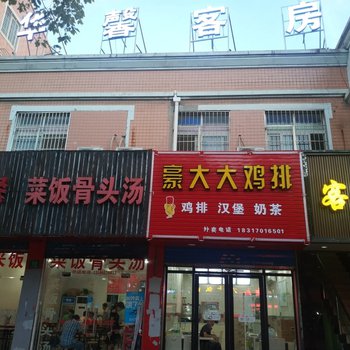 华馨客房
菜饭骨头汤
豪大大鸡排
鸡排 汉堡 奶茶
外卖电话 18317016501
客
菜饭骨头汤